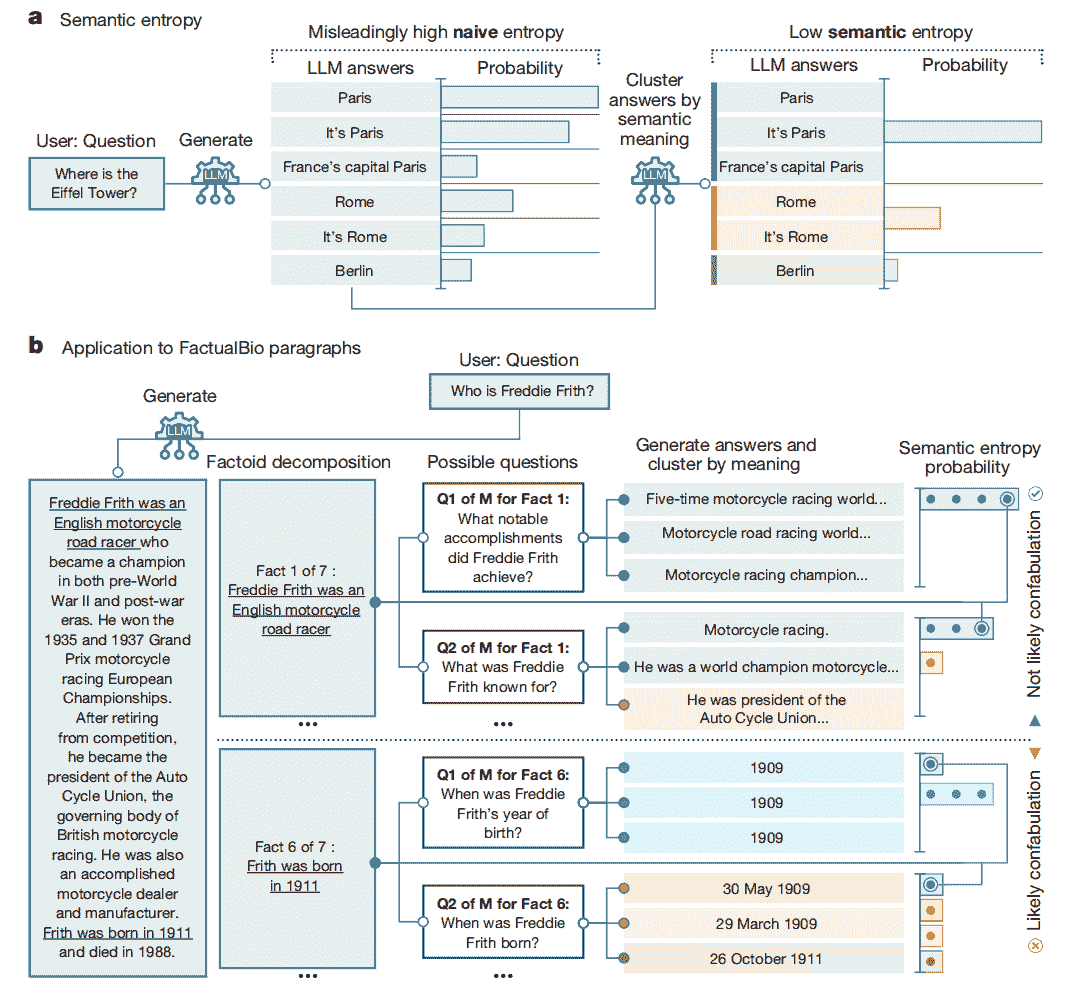 a Semantic entropy
Misleadingly high naive entropy
LLM answers
Probability
User: Question
Where is the
Eiffel Tower?
Generate
LLM
Paris
It's Paris
France's capital Paris
Rome
It's Rome
Berlin
Cluster
answers by
semantic
meaning
LLM
Low semantic entropy
LLM answers
Probability
Paris
It's Paris
France's capital Paris
Rome
It's Rome
Berlin
b Application to FactualBio paragraphs
User: Question
Who is Freddie Frith?
Generate
LLM
Freddie Frith was an
English motorcycle
road racer who
became a champion
in both pre-World
War II and post-war
eras. He won the
1935 and 1937 Grand
Prix motorcycle
racing European
Championships.
After retiring
from competition,
he became the
president of the Auto
Cycle Union, the
governing body of
British motorcycle
racing. He was also
an accomplished
motorcycle dealer
and manufacturer.
Frith was born in 1911
and died in 1988.
Factoid decomposition
Fact 1 of 7 :
Freddie Frith was an
English motorcycle
road racer
•••
Fact 6 of 7 :
Frith was born
in 1911
•••
Possible questions
Q1 of M for Fact 1:
What notable
accomplishments
did Freddie Frith
achieve?
Q2 of M for Fact 1:
What was Freddie
Frith known for?
•••
Q1 of M for Fact 6:
When was Freddie
Frith's year of
birth?
Q2 of M for Fact 6:
When was Freddie
Frith born?
•••
Generate answers and
cluster by meaning
Five-time motorcycle racing world...
Motorcycle road racing world...
Motorcycle racing champion...
Motorcycle racing.
He was a world champion motorcycle...
He was president of the
Auto Cycle Union...
1909
1909
1909
30 May 1909
29 March 1909
26 October 1911
Semantic entropy
probability
Not likely confabulation
Likely confabulation